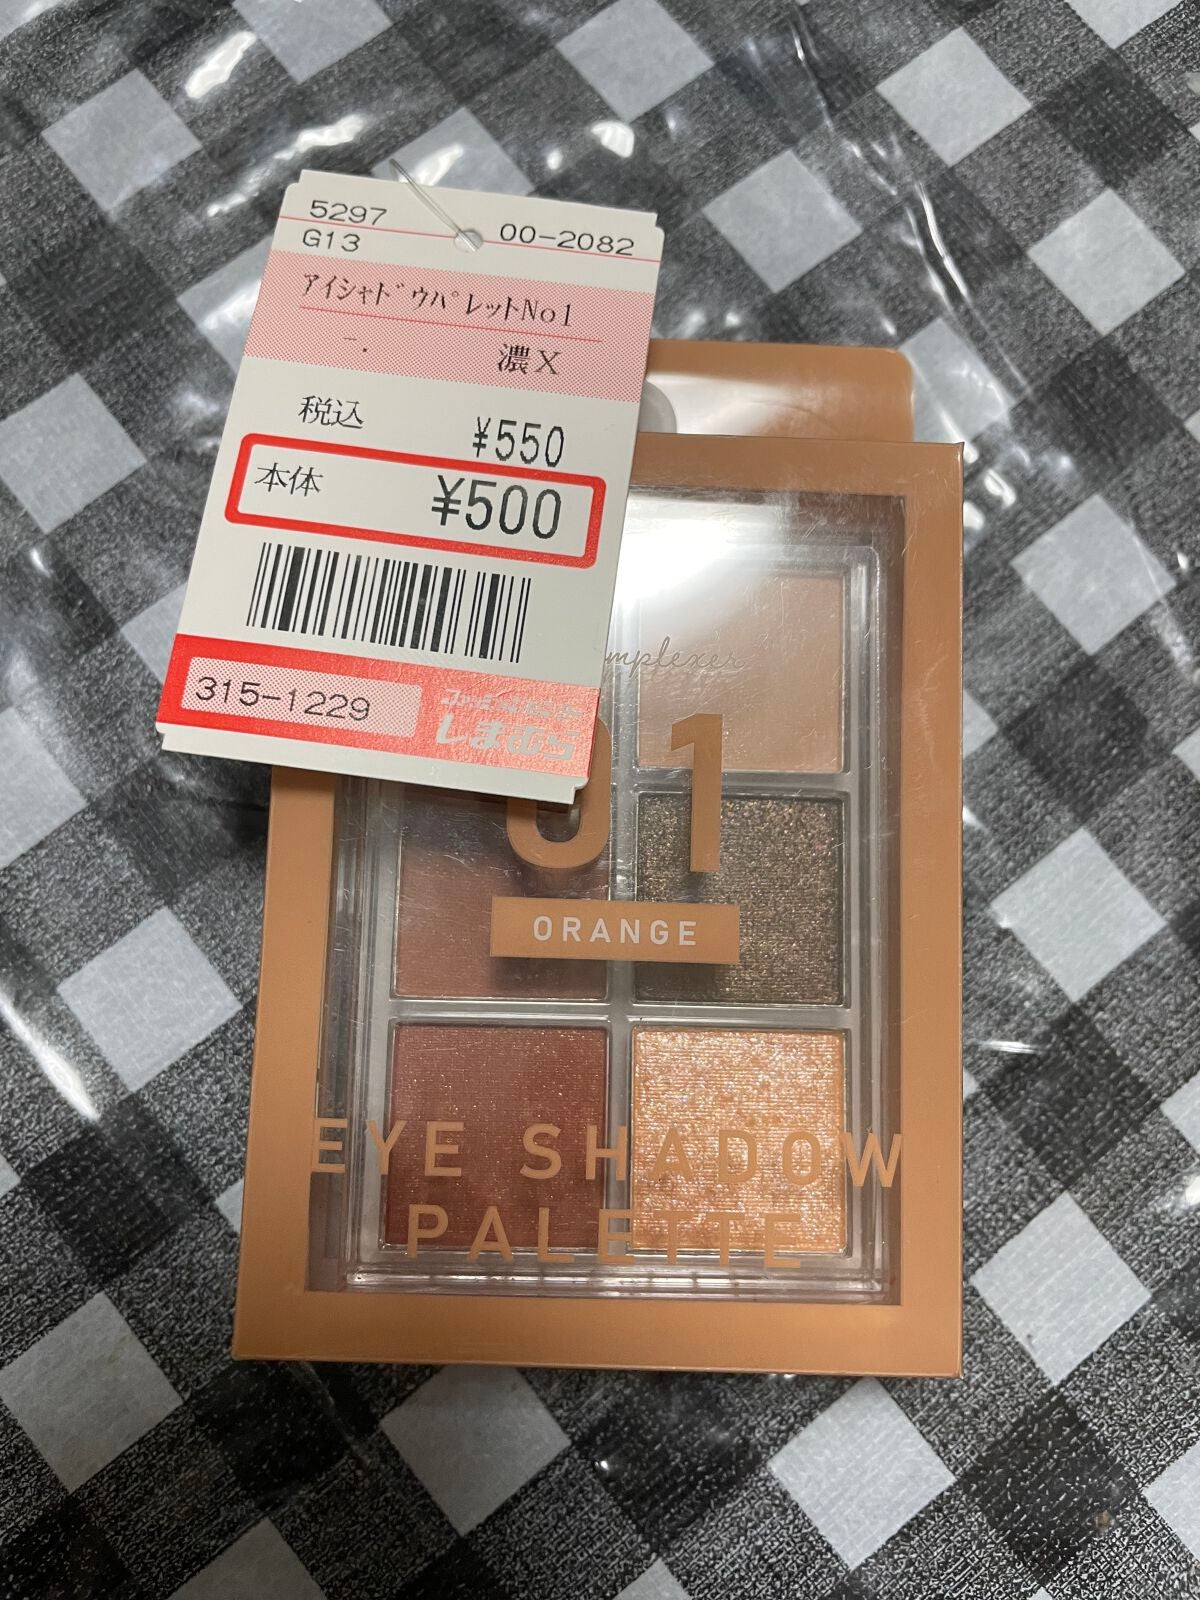 5297
00-2082
G13
ｱｲｼｬﾄﾞｳﾊﾟﾚｯﾄNo1
-.
濃X
税込
¥550
本体
¥500
315-1229
しまむら
01
ORANGE
EYE SHADOW
PALETTE